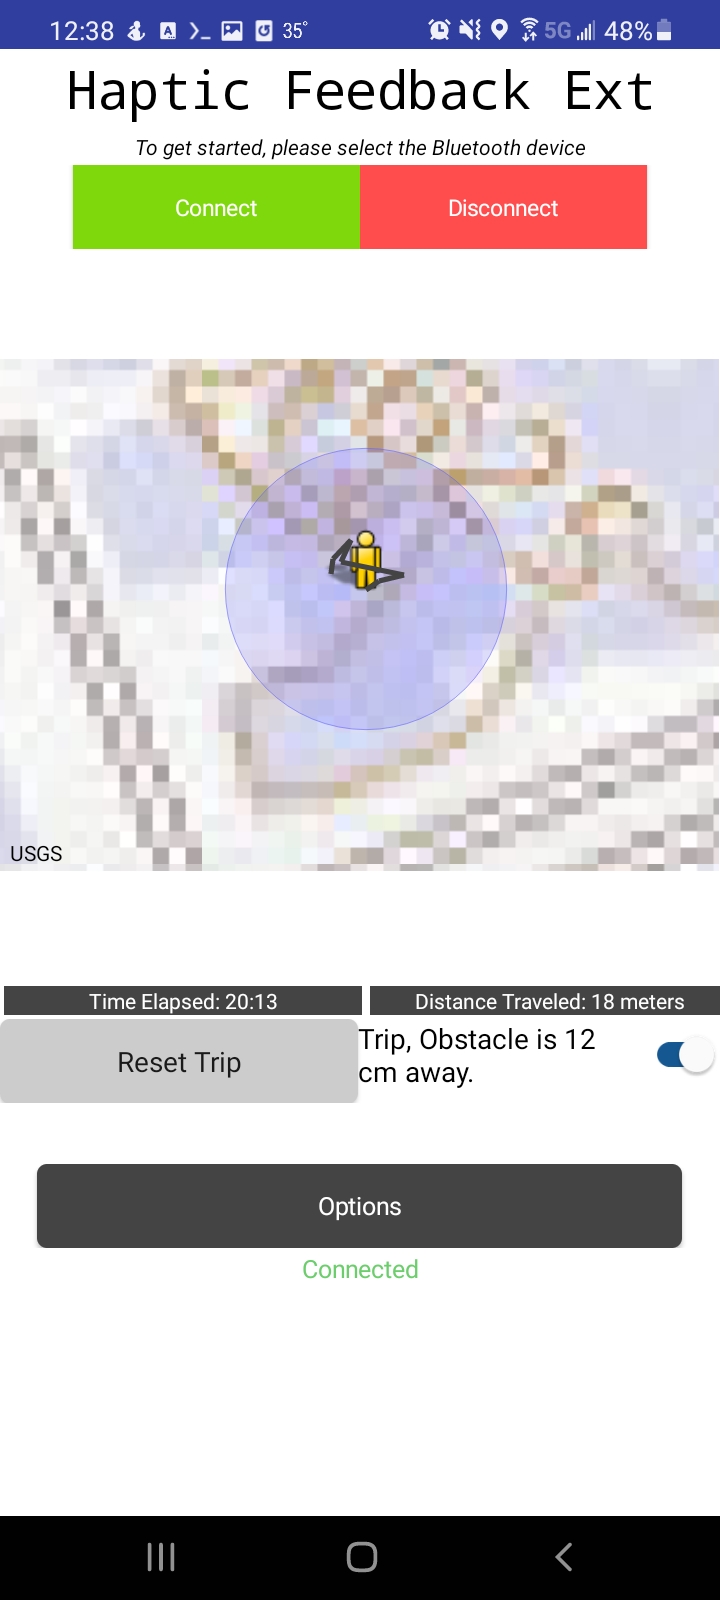 12:38 35° 5G 48%
Haptic Feedback Ext
To get started, please select the Bluetooth device
Connect Disconnect
USGS
Time Elapsed: 20:13 Distance Traveled: 18 meters
Reset Trip
Trip, Obstacle is 12
cm away.
Options
Connected